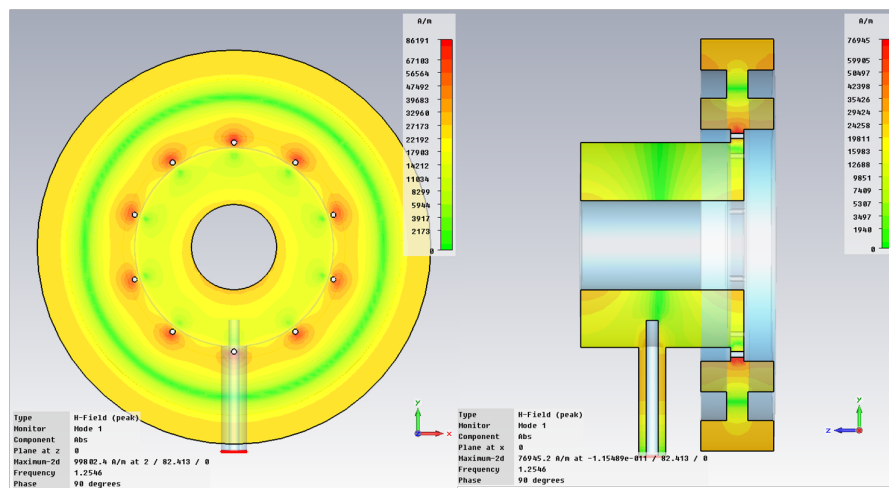 A/m
86191
67103
56564
47492
39683
32960
27173
22192
17903
14212
11034
8299
5944
3917
2173
0
y
x
Type H-Field (peak)
Monitor Mode 1
Component Abs
Plane at z 0
Maximum-2d 99802.4 A/m at 2 / 82.413 / 0
Frequency 1.2546
Phase 90 degrees
A/m
76945
59905
50497
42398
35426
29424
24258
19811
15983
12688
9851
7409
5307
3497
1940
0
y
z
Type H-Field (peak)
Monitor Mode 1
Component Abs
Plane at x 0
Maximum-2d 76945.2 A/m at -1.15489e-011 / 82.413 / 0
Frequency 1.2546
Phase 90 degrees